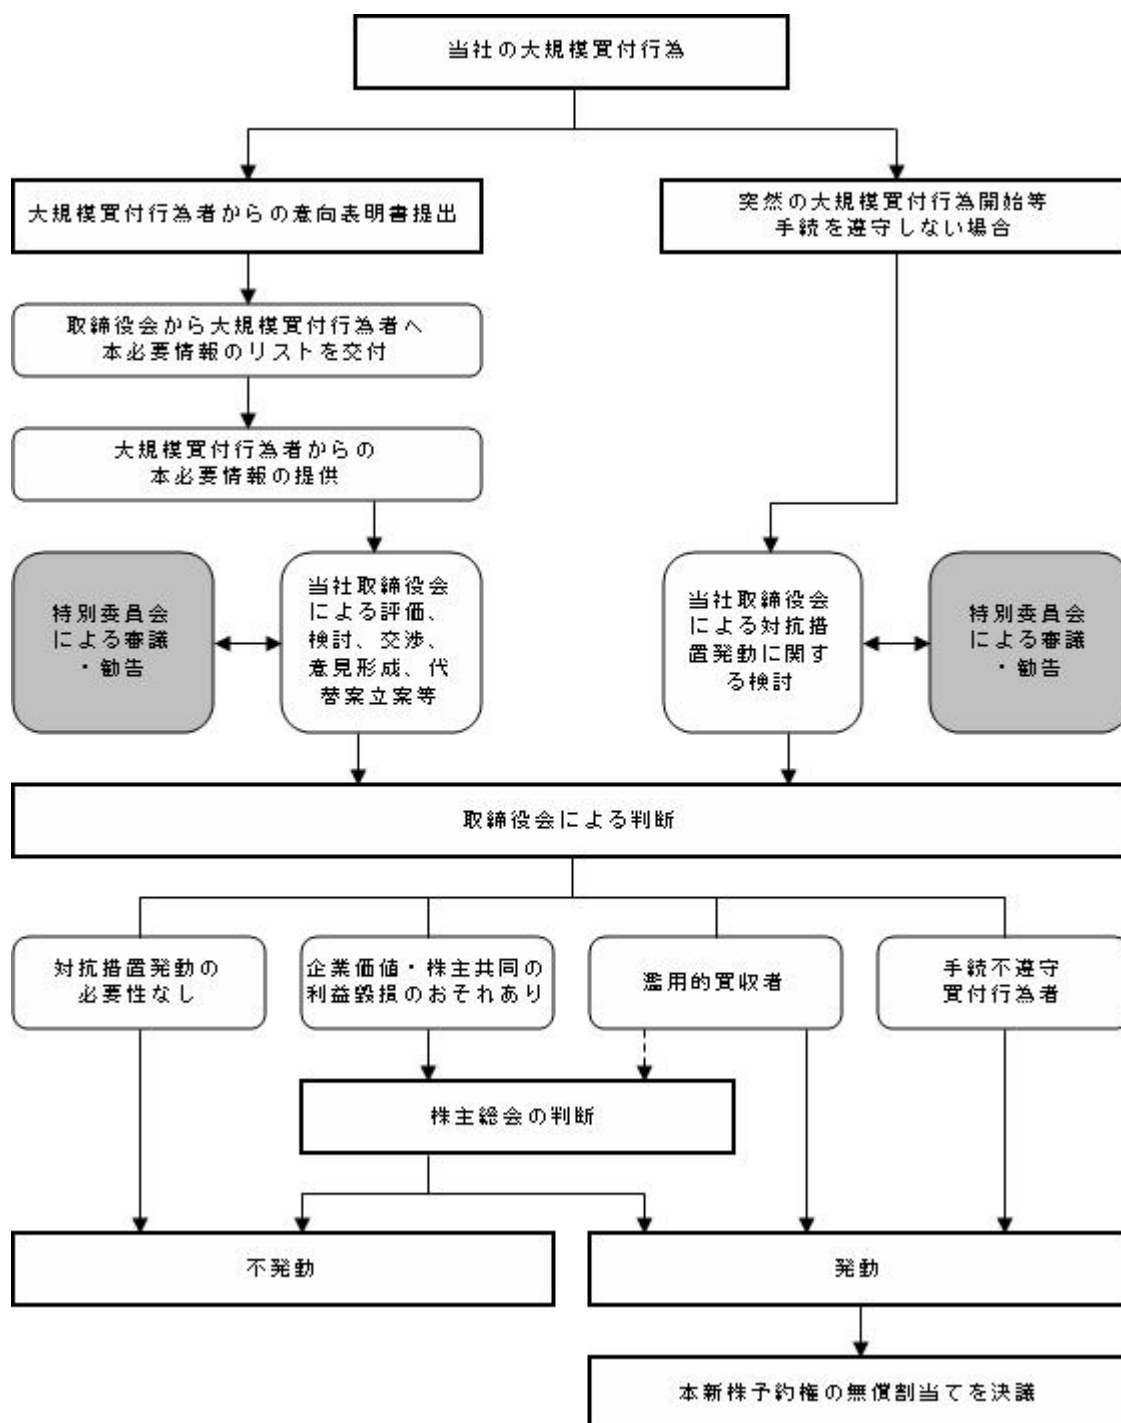 当社の大規模買付行為
大規模買付行為者からの意向表明書提出
突然の大規模買付行為開始等
手続を遵守しない場合
取締役会から大規模買付行為者へ
本必要情報のリストを交付
大規模買付行為者からの
本必要情報の提供
特別委員会
による審議
・勧告
当社取締役会
による評価、
検討、交渉、
意見形成、代
替案立案等
当社取締役会
による対抗措
置発動に関す
る検討
特別委員会
による審議
・勧告
取締役会による判断
対抗措置発動の
必要性なし
企業価値・株主共同の
利益毀損のおそれあり
濫用的買収者
手続不遵守
買付行為者
株主総会の判断
不発動
発動
本新株予約権の無償割当てを決議